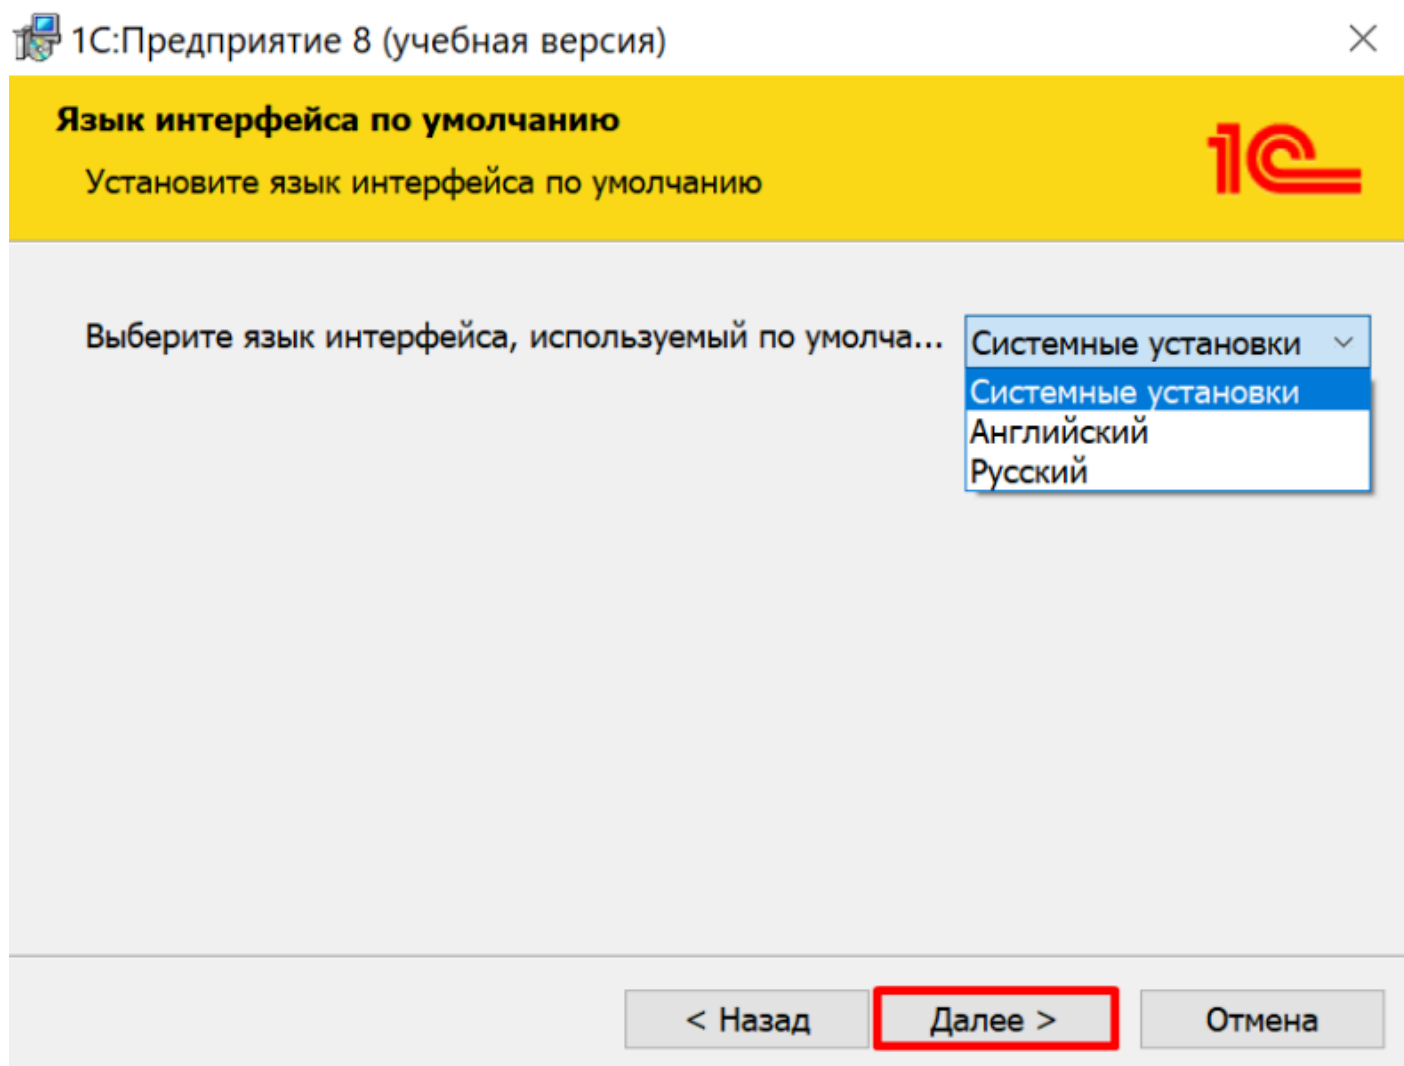 1С:Предприятие 8 (учебная версия)
Язык интерфейса по умолчанию
Установите язык интерфейса по умолчанию
1С
Выберите язык интерфейса, используемый по умолча...
Системные установки
Системные установки
Английский
Русский
< Назад
Далее >
Отмена